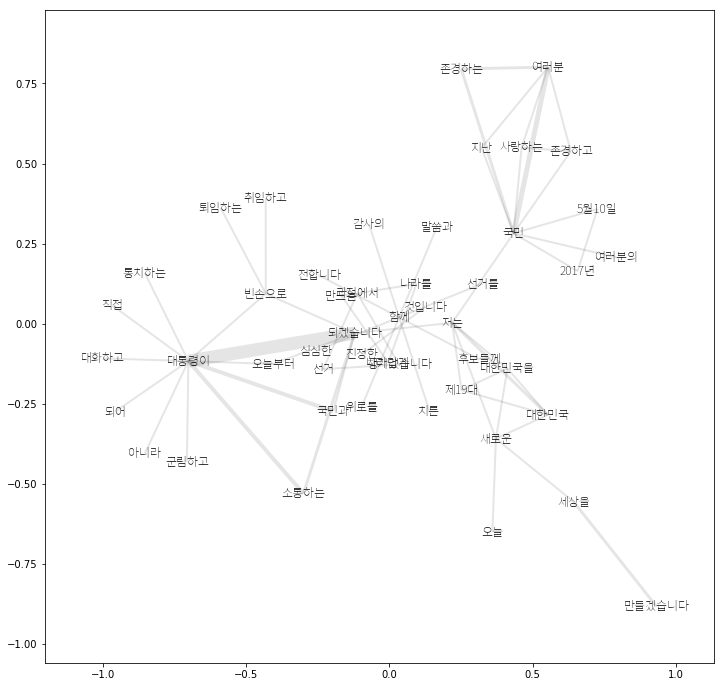 존경하는
여러분
0.75
지난
사랑하는
존경하고
0.50
취임하고
퇴임하는
5월10일
감사의
말씀과
국민
0.25
여러분의
통치하는
전합니다
2017년
나라를
선거를
빈손으로
과정에서
직접
것입니다
함께
저는
0.00
되겠습니다
심심한
진정한
대화하고
대통령이
오늘부터
선거
후보들께
대한민국을
제19대
되어
국민과
위로를
치른
대한민국
-0.25
새로운
아니라
군림하고
소통하는
-0.50
세상을
오늘
-0.75
만들겠습니다
-1.00
-1.0
-0.5
0.0
0.5
1.0